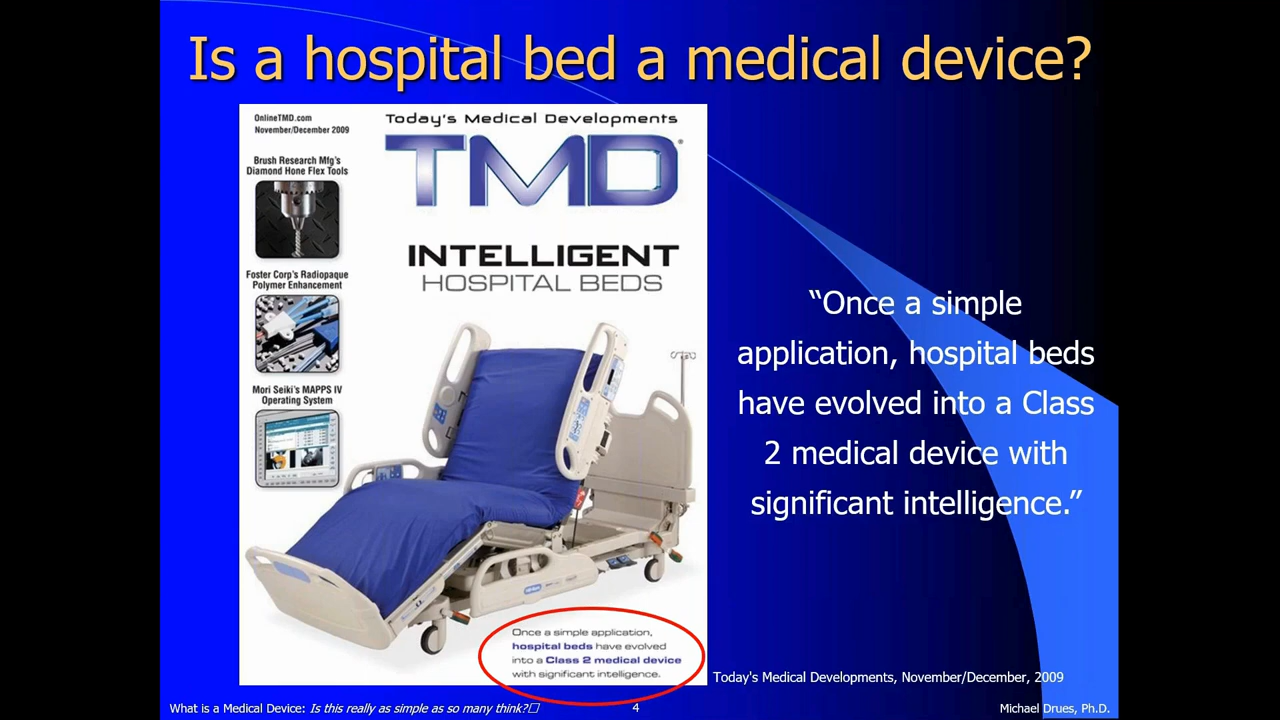 Is a hospital bed a medical device?
OnlineTMD.com
November/December 2009
Today's Medical Developments
TMD
®
Brush Research Mfg's
Diamond Hone Flex Tools
INTELLIGENT
HOSPITAL BEDS
Foster Corp's Radiopaque
Polymer Enhancement
Mori Seiki's MAPPS IV
Operating System
Once a simple application,
hospital beds have evolved
into a Class 2 medical device
with significant intelligence.
“Once a simple
application, hospital beds
have evolved into a Class
2 medical device with
significant intelligence.”
Today's Medical Developments, November/December, 2009
What is a Medical Device: Is this really as simple as so many think?
4
Michael Drues, Ph.D.